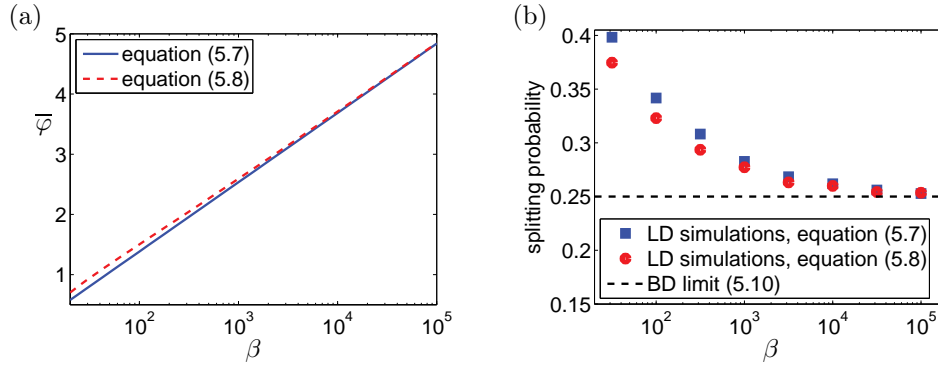 (a)
5
4
3
2
1
φ̅
10² 10³ 10⁴ 10⁵
β
equation (5.7)
equation (5.8)
(b)
0.4
0.35
0.3
0.25
0.2
0.15
splitting probability
10² 10³ 10⁴ 10⁵
β
LD simulations, equation (5.7)
LD simulations, equation (5.8)
BD limit (5.10)